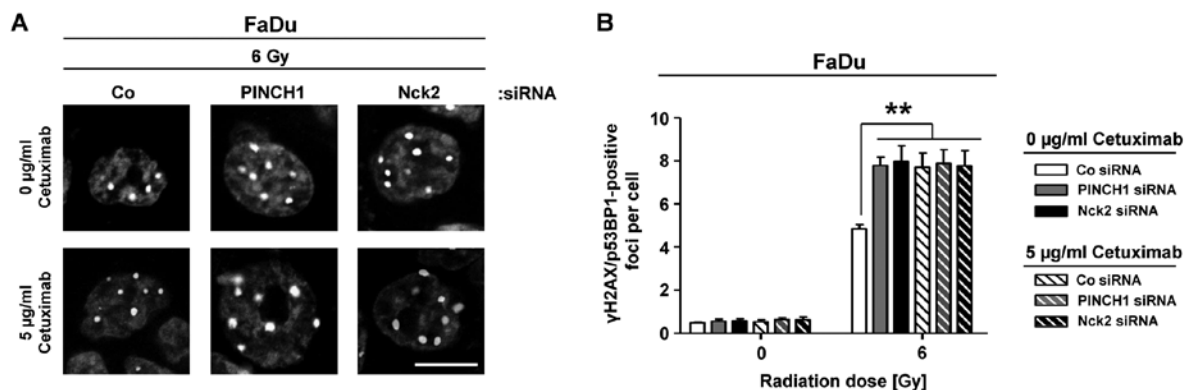 A
FaDu
6 Gy
Co PINCH1 Nck2 :siRNA
0 µg/ml
Cetuximab
5 µg/ml
Cetuximab
B
FaDu
**
γH2AX/p53BP1-positive
foci per cell
10
8
6
4
2
0
0 6
Radiation dose [Gy]
0 µg/ml Cetuximab
Co siRNA
PINCH1 siRNA
Nck2 siRNA
5 µg/ml Cetuximab
Co siRNA
PINCH1 siRNA
Nck2 siRNA